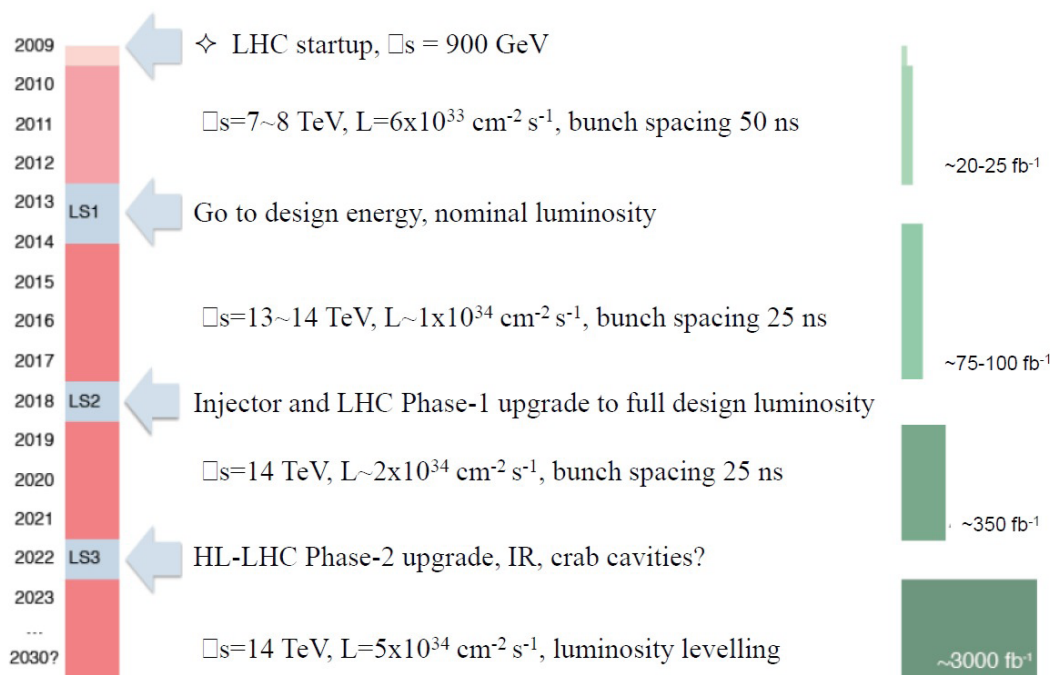 2009 ✧ LHC startup, □s = 900 GeV
2010
2011 □s=7~8 TeV, L=6x10³³ cm⁻² s⁻¹, bunch spacing 50 ns
2012 ~20-25 fb⁻¹
2013 LS1 Go to design energy, nominal luminosity
2014
2015
2016 □s=13~14 TeV, L~1x10³⁴ cm⁻² s⁻¹, bunch spacing 25 ns
2017 ~75-100 fb⁻¹
2018 LS2 Injector and LHC Phase-1 upgrade to full design luminosity
2019
2020 □s=14 TeV, L~2x10³⁴ cm⁻² s⁻¹, bunch spacing 25 ns
2021 ~350 fb⁻¹
2022 LS3 HL-LHC Phase-2 upgrade, IR, crab cavities?
2023
...
2030? □s=14 TeV, L=5x10³⁴ cm⁻² s⁻¹, luminosity levelling ~3000 fb⁻¹